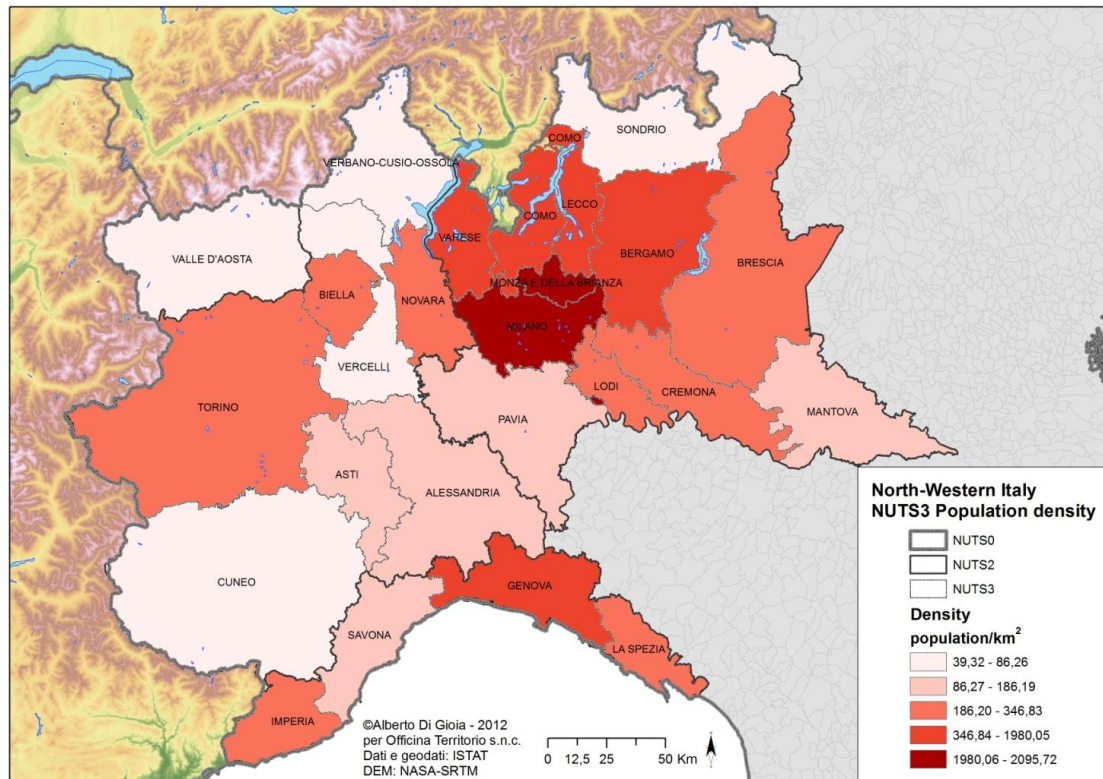 SONDRIO
COMO
VERBANO-CUSIO-OSSOLA
LECCO
COMO
VARESE
BERGAMO
VALLE D'AOSTA
BRESCIA
MONZA E DELLA BRIANZA
BIELLA
NOVARA
MILANO
VERCELLI
LODI
CREMONA
TORINO
MANTOVA
PAVIA
ASTI
ALESSANDRIA
CUNEO
GENOVA
SAVONA
LA SPEZIA
IMPERIA
©Alberto Di Gioia - 2012
per Officina Territorio s.n.c.
Dati e geodati: ISTAT
DEM: NASA-SRTM
0 12,5 25 50 Km
North-Western Italy
NUTS3 Population density
NUTS0
NUTS2
NUTS3
Density
population/km²
39,32 - 86,26
86,27 - 186,19
186,20 - 346,83
346,84 - 1980,05
1980,06 - 2095,72